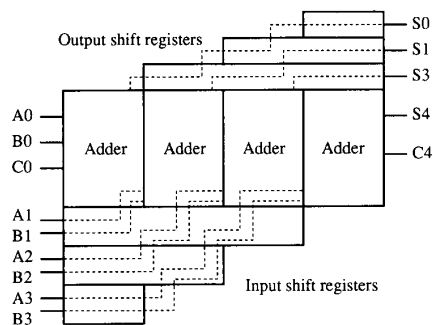 S0
Output shift registers
S1
S3
A0
S4
B0
Adder
Adder
Adder
Adder
C0
C4
A1
B1
A2
B2
Input shift registers
A3
B3